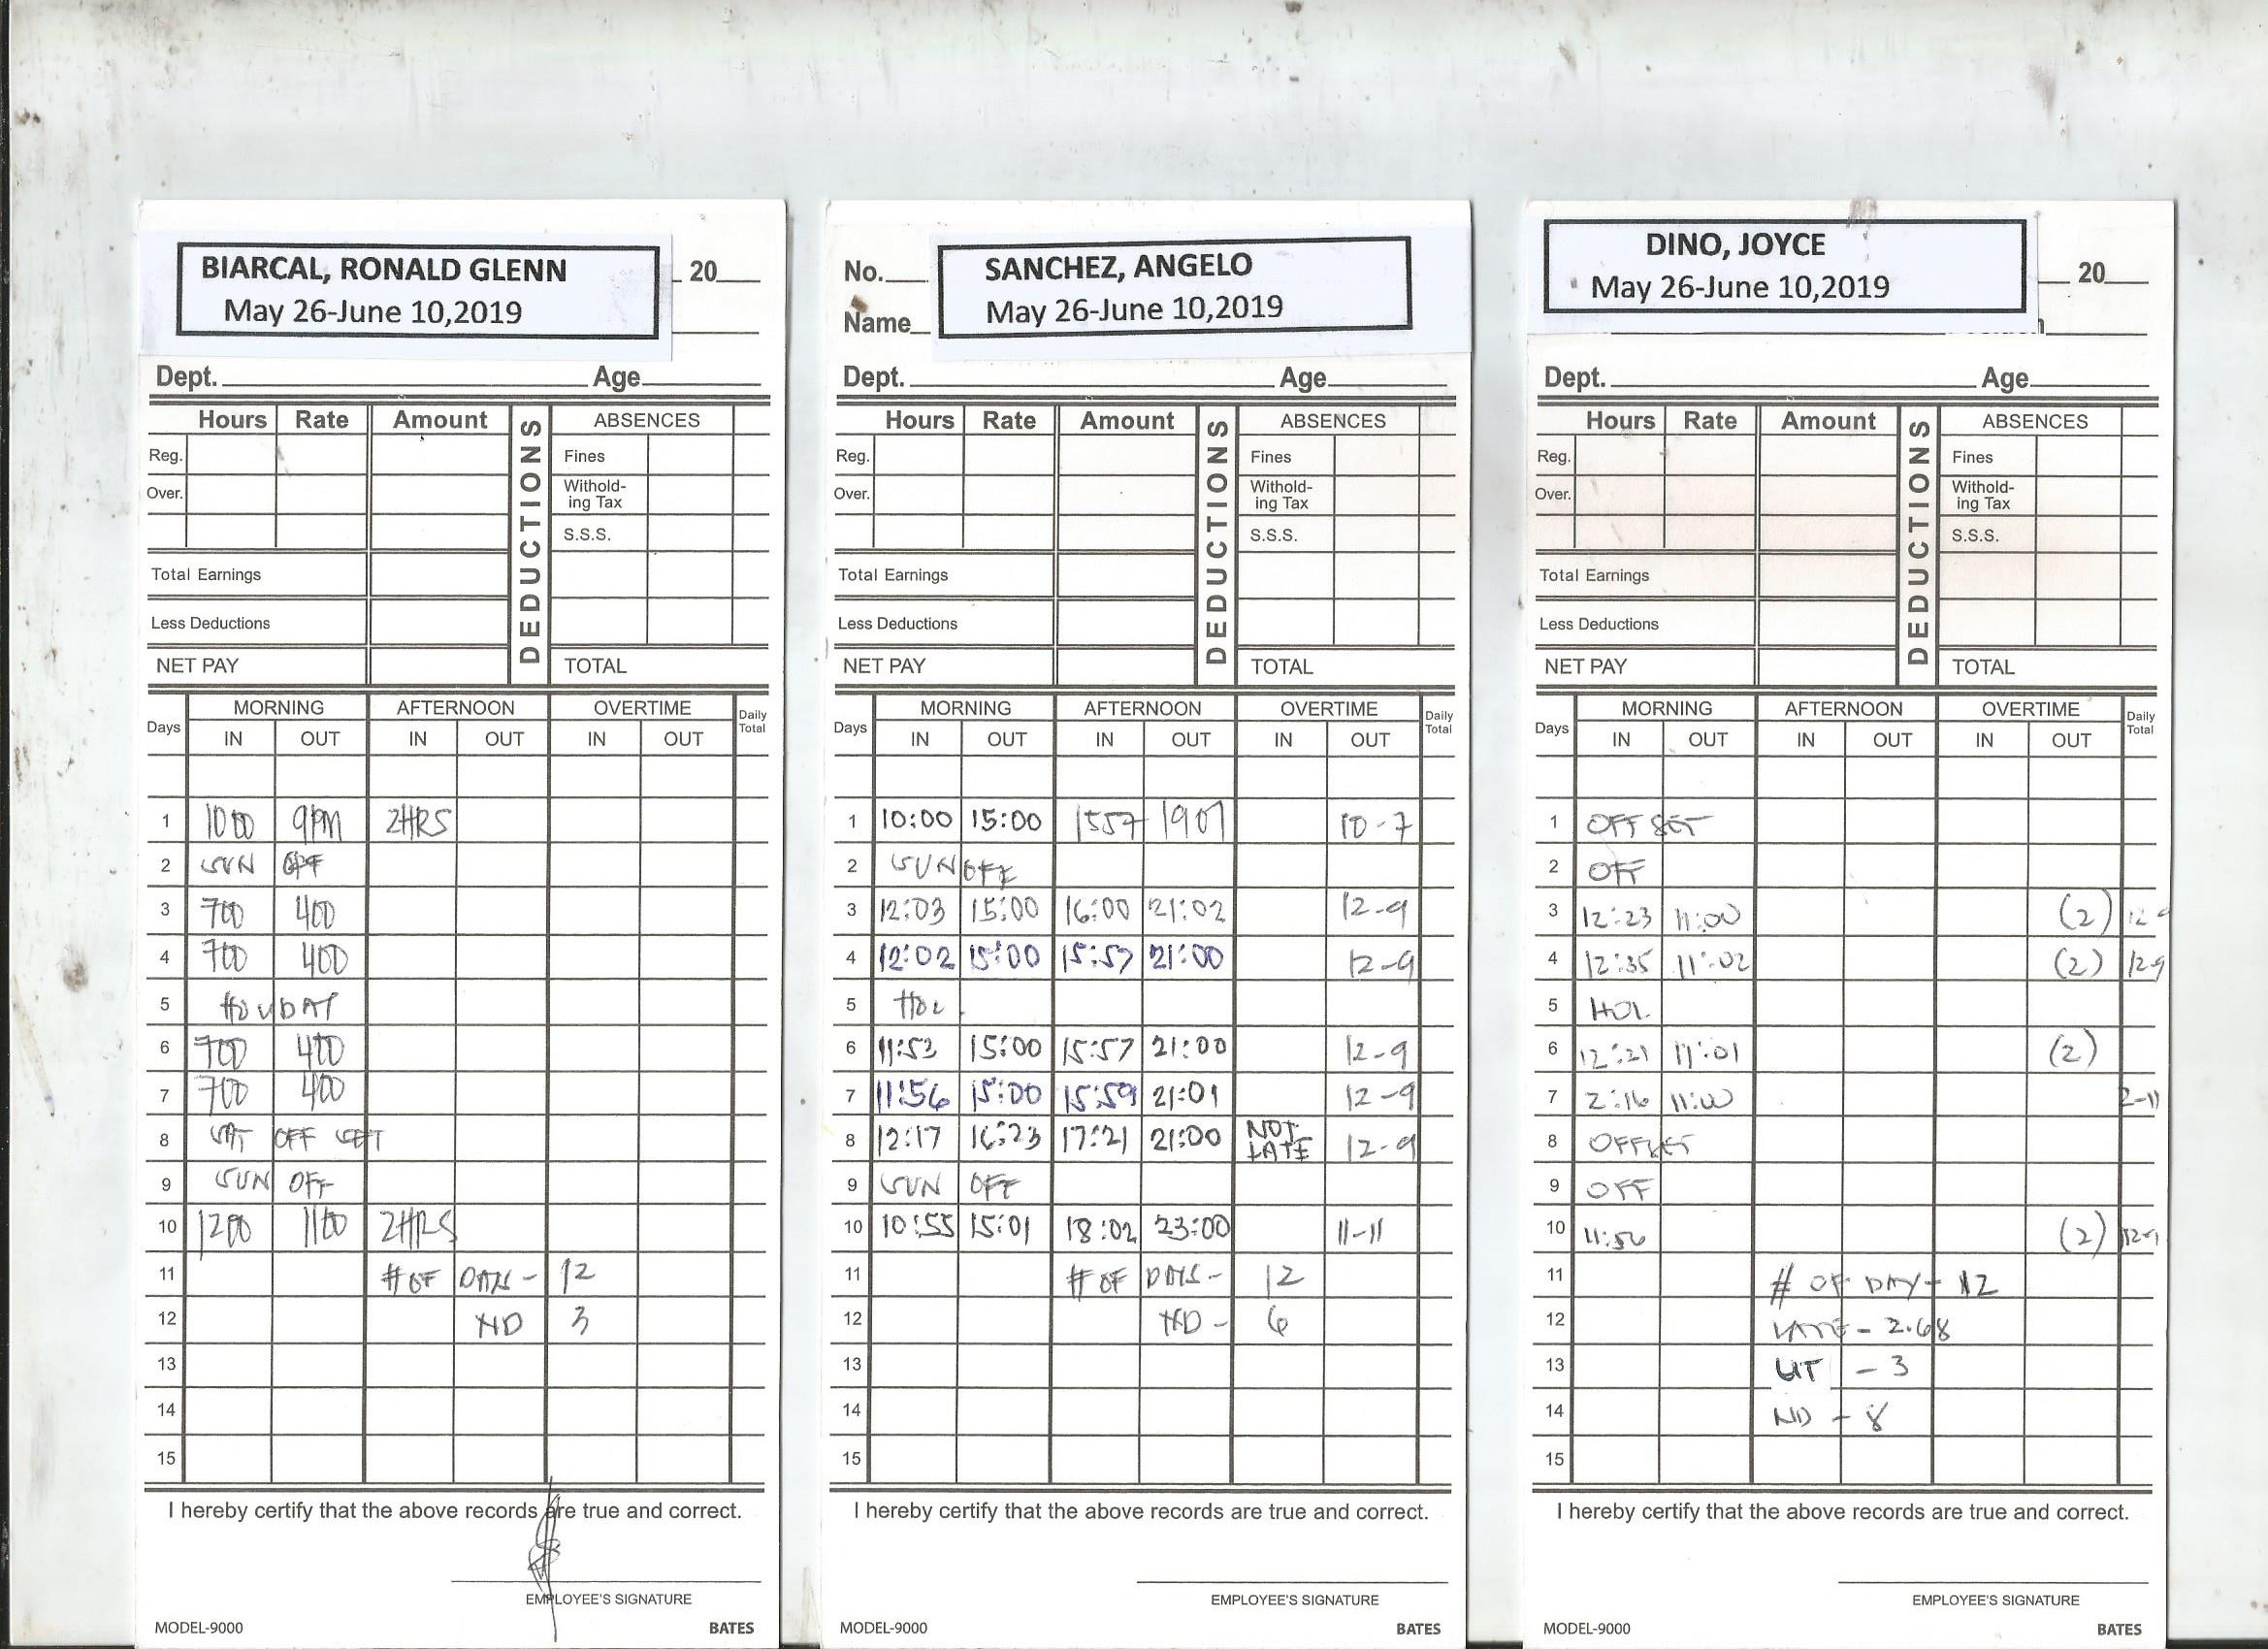 BIARCAL, RONALD GLENN
May 26-June 10,2019
20
Dept. Age
Hours Rate Amount DEDUCTIONS ABSENCES
Reg. Fines
Over. Withold-
ing Tax
S.S.S.
Total Earnings
Less Deductions
NET PAY TOTAL
Days MORNING AFTERNOON OVERTIME Daily Total
IN OUT IN OUT IN OUT
1 1000 9PM 2HRS
2 SUN OFF
3 700 400
4 700 400
5 HOLIDAY
6 700 400
7 700 400
8 SAT OFF SET
9 SUN OFF
10 1200 1100 2HRS
11 # OF DAYS - 12
12 ND 3
13
14
15
I hereby certify that the above records are true and correct.
EMPLOYEE'S SIGNATURE
MODEL-9000 BATES
No. SANCHEZ, ANGELO
Name May 26-June 10,2019
Dept. Age
Hours Rate Amount DEDUCTIONS ABSENCES
Reg. Fines
Over. Withold-
ing Tax
S.S.S.
Total Earnings
Less Deductions
NET PAY TOTAL
Days MORNING AFTERNOON OVERTIME Daily Total
IN OUT IN OUT IN OUT
1 10:00 15:00 1557 1907 10-7
2 SUN OFF
3 12:03 15:00 16:00 21:02 12-9
4 12:02 15:00 15:57 21:00 12-9
5 HOL.
6 11:53 15:00 15:57 21:00 12-9
7 11:56 15:00 15:59 21:01 12-9
8 12:17 16:23 17:21 21:00 NOT LATE 12-9
9 SUN OFF
10 10:55 15:01 18:02 23:00 11-11
11 # OF DAYS - 12
12 ND - 6
13
14
15
I hereby certify that the above records are true and correct.
EMPLOYEE'S SIGNATURE
MODEL-9000 BATES
DINO, JOYCE
May 26-June 10,2019
20
Dept. Age
Hours Rate Amount DEDUCTIONS ABSENCES
Reg. Fines
Over. Withold-
ing Tax
S.S.S.
Total Earnings
Less Deductions
NET PAY TOTAL
Days MORNING AFTERNOON OVERTIME Daily Total
IN OUT IN OUT IN OUT
1 OFF SET
2 OFF
3 12:23 11:00 (2)
4 12:35 11:02 (2) 12-9
5 HOL.
6 12:21 11:01 (2)
7 2:16 11:00 2-11
8 OFFSET
9 OFF
10 11:56 (2)
11 # OF DAY - 12
12 LATE - 2.68
13 UT - 3
14 ND - 8
15
I hereby certify that the above records are true and correct.
EMPLOYEE'S SIGNATURE
MODEL-9000 BATES